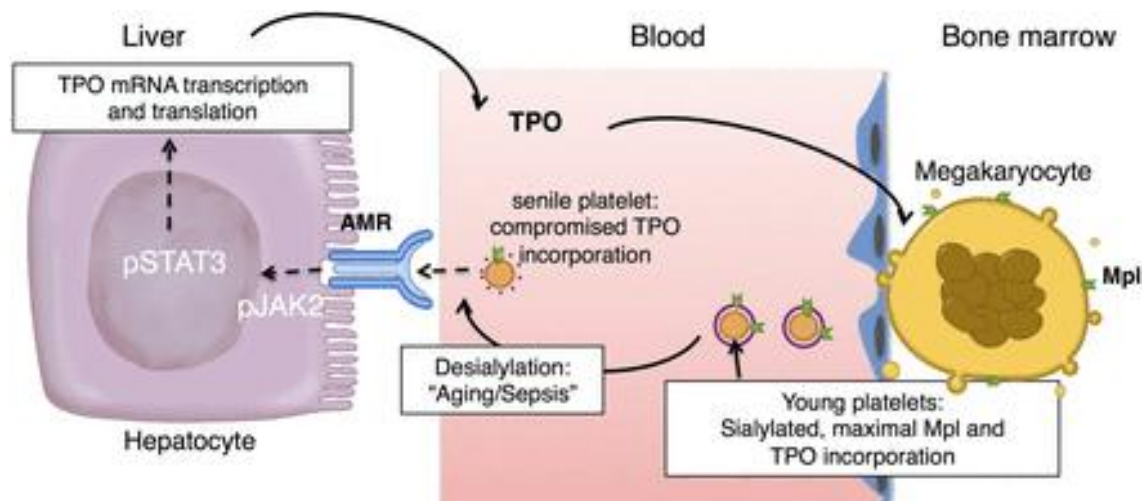 Liver
Blood
Bone marrow
TPO mRNA transcription
and translation
TPO
Megakaryocyte
senile platelet:
compromised TPO
incorporation
AMR
pSTAT3
pJAK2
Mpl
Desialylation:
"Aging/Sepsis"
Young platelets:
Sialylated, maximal Mpl and
TPO incorporation
Hepatocyte